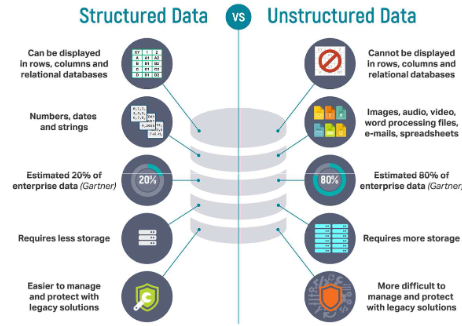 Structured Data
VS
Unstructured Data
Can be displayed
in rows, columns and
relational databases
Numbers, dates
and strings
Estimated 20% of
enterprise data (Gartner)
20%
Requires less storage
Easier to manage
and protect with
legacy solutions
Cannot be displayed
in rows, columns and
relational databases
Images, audio, video,
word processing files,
e-mails, spreadsheets
80%
Estimated 80% of
enterprise data (Gartner)
Requires more storage
More difficult to
manage and protect
with legacy solutions